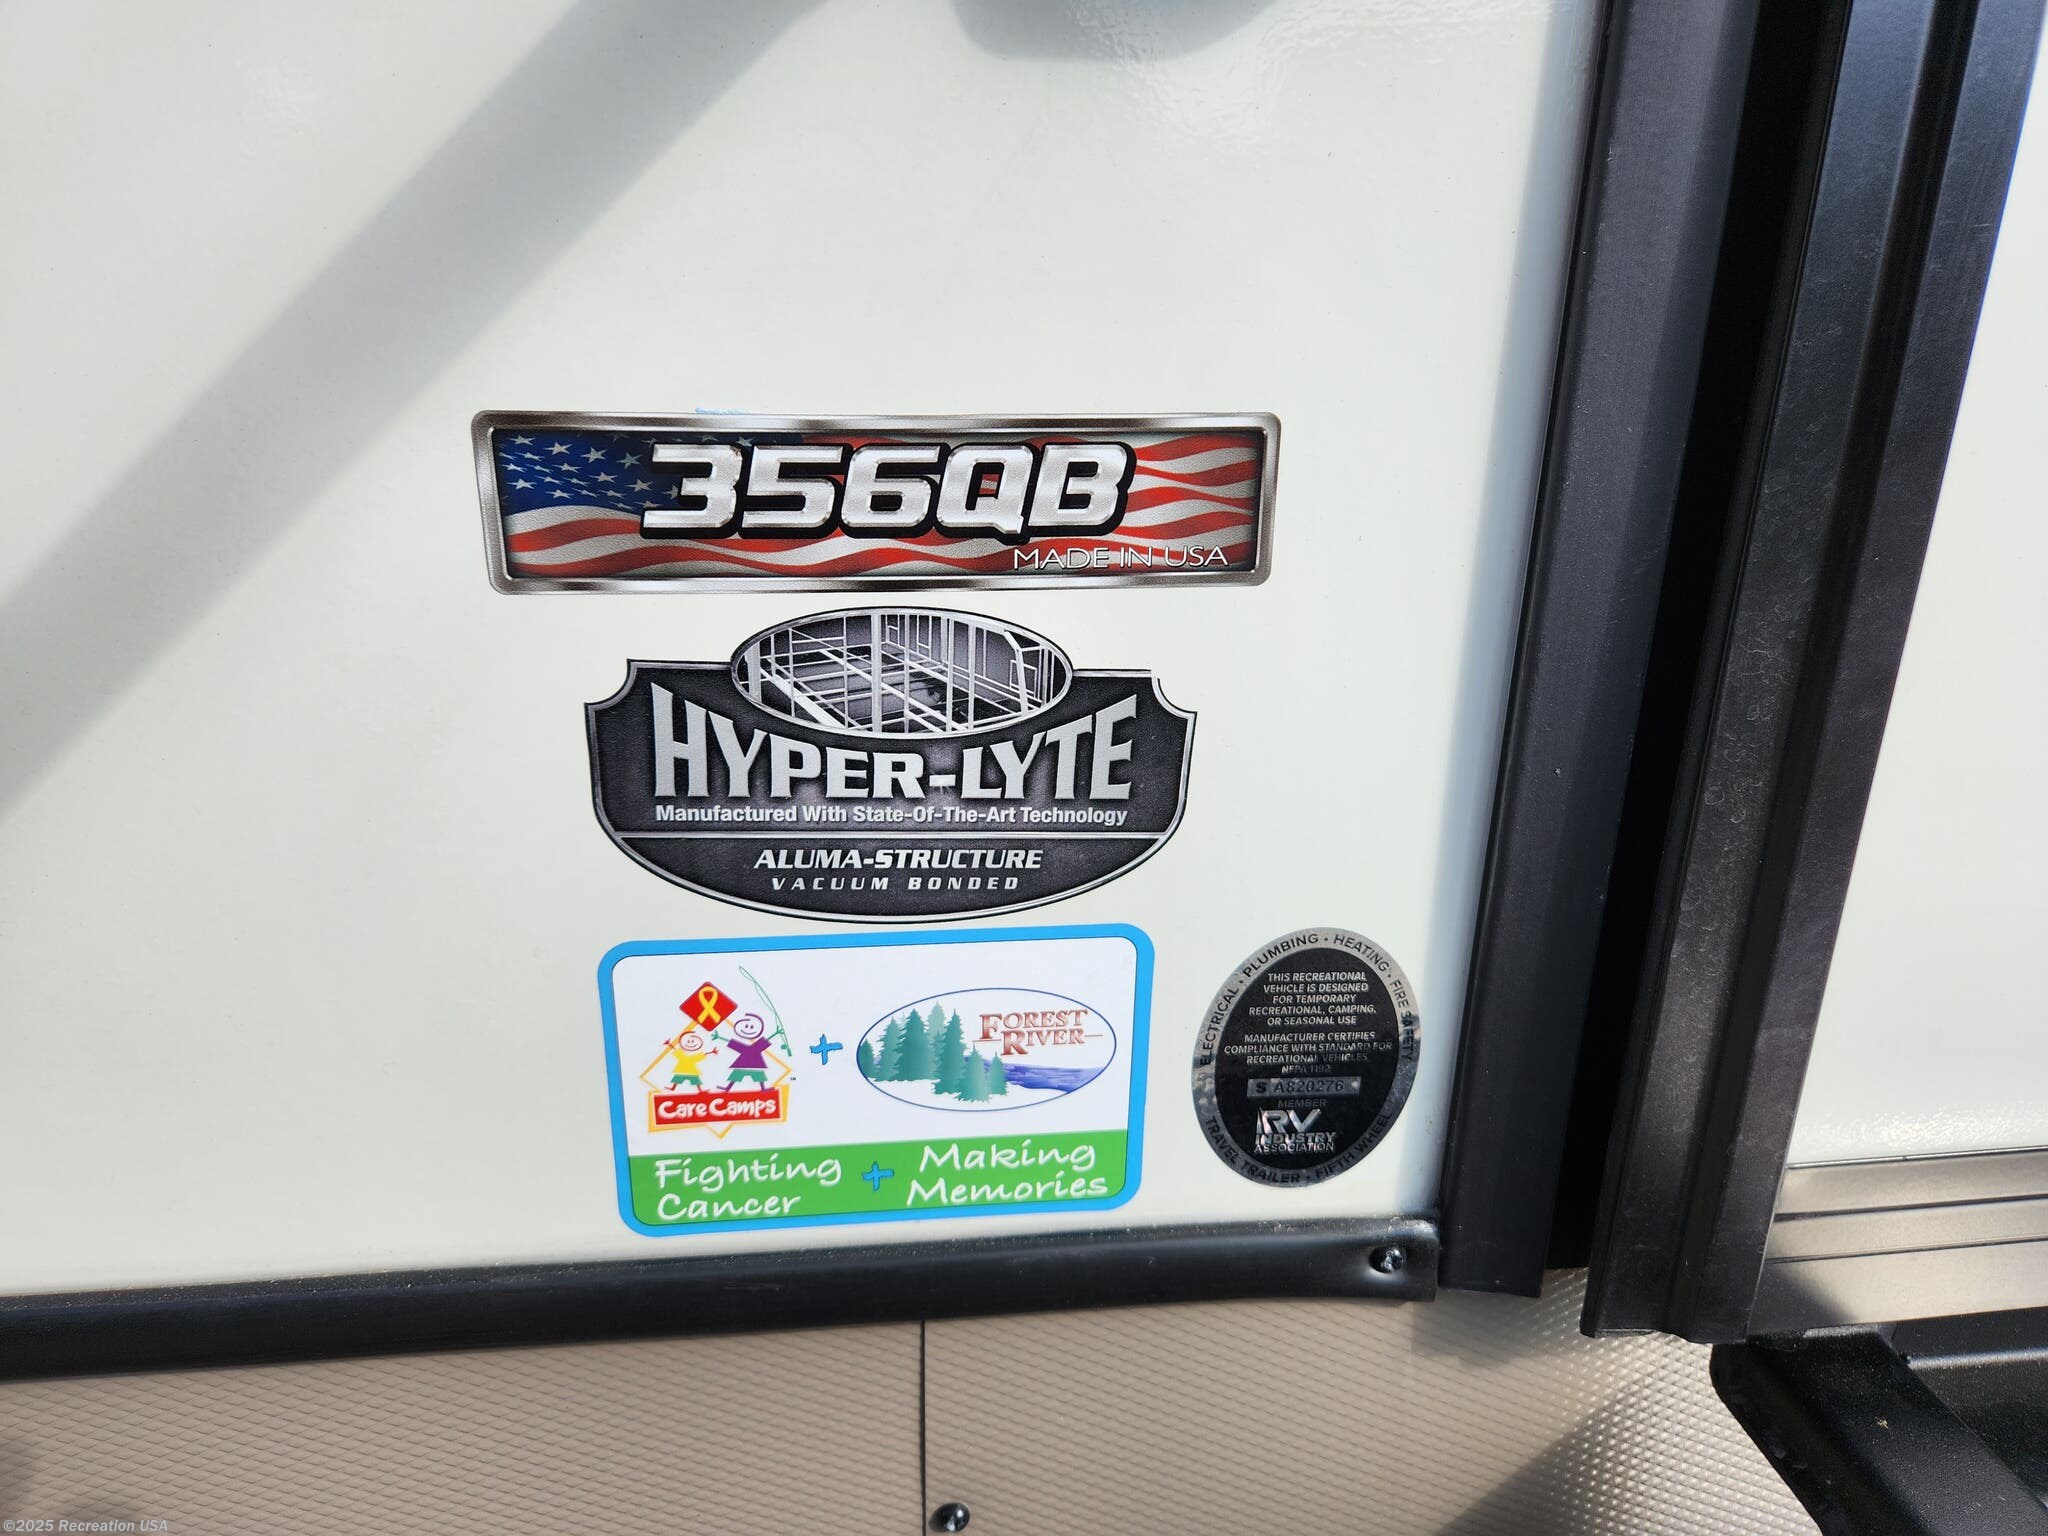 356QB
MADE IN USA
HYPER-LYTE
Manufactured With State-Of-The-Art Technology
ALUMA-STRUCTURE
VACUUM BONDED
Care Camps
+
FOREST
RIVER
Fighting
Cancer
+
Making
Memories
ELECTRICAL • PLUMBING • HEATING • FIRE SAFETY
THIS RECREATIONAL
VEHICLE IS DESIGNED
FOR TEMPORARY
RECREATIONAL, CAMPING,
OR SEASONAL USE
MANUFACTURER CERTIFIES
COMPLIANCE WITH STANDARD FOR
RECREATIONAL VEHICLES
NFPA 1192
S A820276
MEMBER
RV
INDUSTRY
ASSOCIATION
TRAVEL TRAILER • FIFTH WHEEL
©2025 Recreation USA